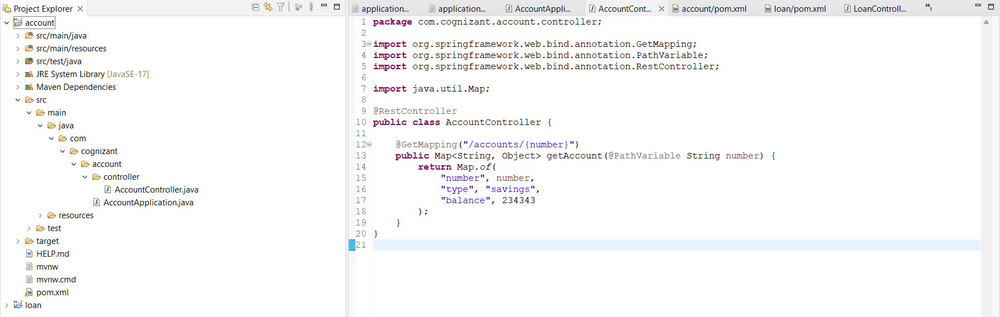 Project Explorer
account
src/main/java
src/main/resources
src/test/java
JRE System Library [JavaSE-17]
Maven Dependencies
src
main
java
com
cognizant
account
controller
AccountController.java
AccountApplication.java
resources
test
target
HELP.md
mvnw
mvnw.cmd
pom.xml
loan
application... application... AccountAppli... AccountCont... account/pom.xml loan/pom.xml LoanControll... »1
1 package com.cognizant.account.controller;
2
3 import org.springframework.web.bind.annotation.GetMapping;
4 import org.springframework.web.bind.annotation.PathVariable;
5 import org.springframework.web.bind.annotation.RestController;
6
7 import java.util.Map;
8
9 @RestController
10 public class AccountController {
11
12     @GetMapping("/accounts/{number}")
13     public Map<String, Object> getAccount(@PathVariable String number) {
14         return Map.of(
15             "number", number,
16             "type", "savings",
17             "balance", 234343
18         );
19     }
20 }
21